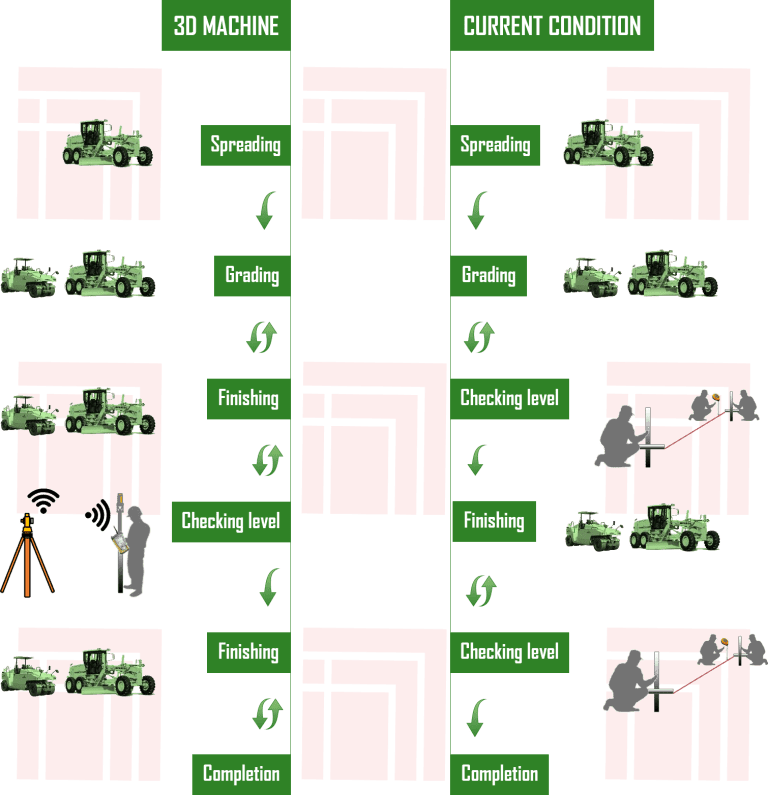 3D MACHINE
CURRENT CONDITION
Spreading
Spreading
Grading
Grading
Finishing
Checking level
Checking level
Finishing
Finishing
Checking level
Completion
Completion